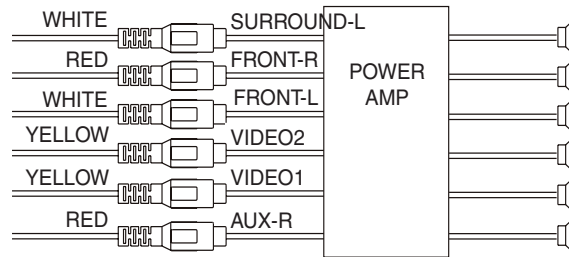 WHITE SURROUND-L
RED FRONT-R
WHITE FRONT-L
YELLOW VIDEO2
YELLOW VIDEO1
RED AUX-R
POWER
AMP